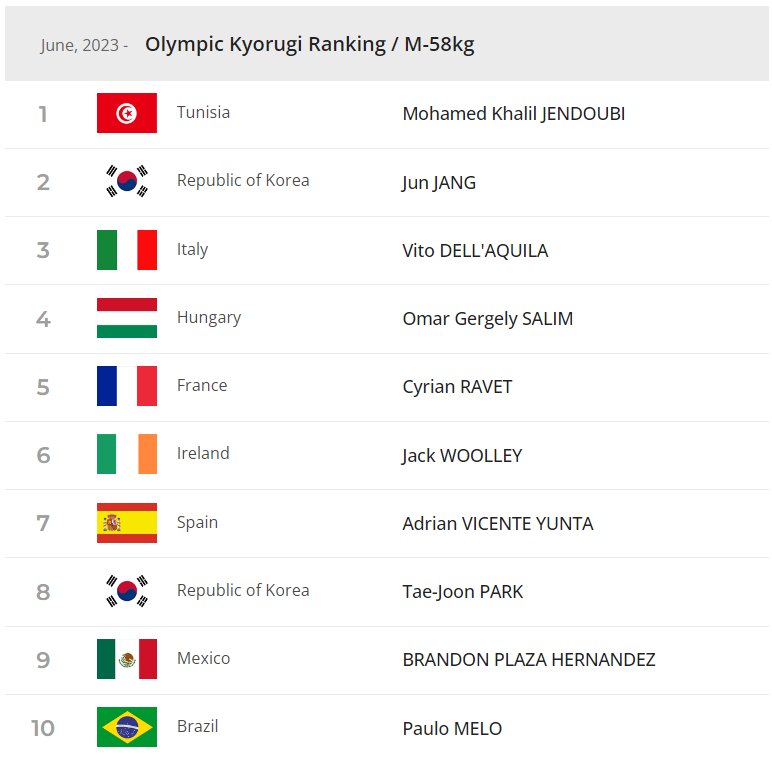 June, 2023 - Olympic Kyorugi Ranking / M-58kg
1 Tunisia Mohamed Khalil JENDOUBI
2 Republic of Korea Jun JANG
3 Italy Vito DELL'AQUILA
4 Hungary Omar Gergely SALIM
5 France Cyrian RAVET
6 Ireland Jack WOOLLEY
7 Spain Adrian VICENTE YUNTA
8 Republic of Korea Tae-Joon PARK
9 Mexico BRANDON PLAZA HERNANDEZ
10 Brazil Paulo MELO